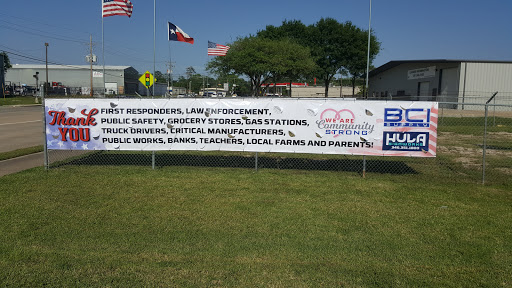 Thank
YOU
FIRST RESPONDERS, LAW ENFORCEMENT,
PUBLIC SAFETY, GROCERY STORES, GAS STATIONS,
TRUCK DRIVERS, CRITICAL MANUFACTURERS,
PUBLIC WORKS, BANKS, TEACHERS, LOCAL FARMS AND PARENTS!
WE ARE
Community
STRONG
BCI
SUPPLY
HULA